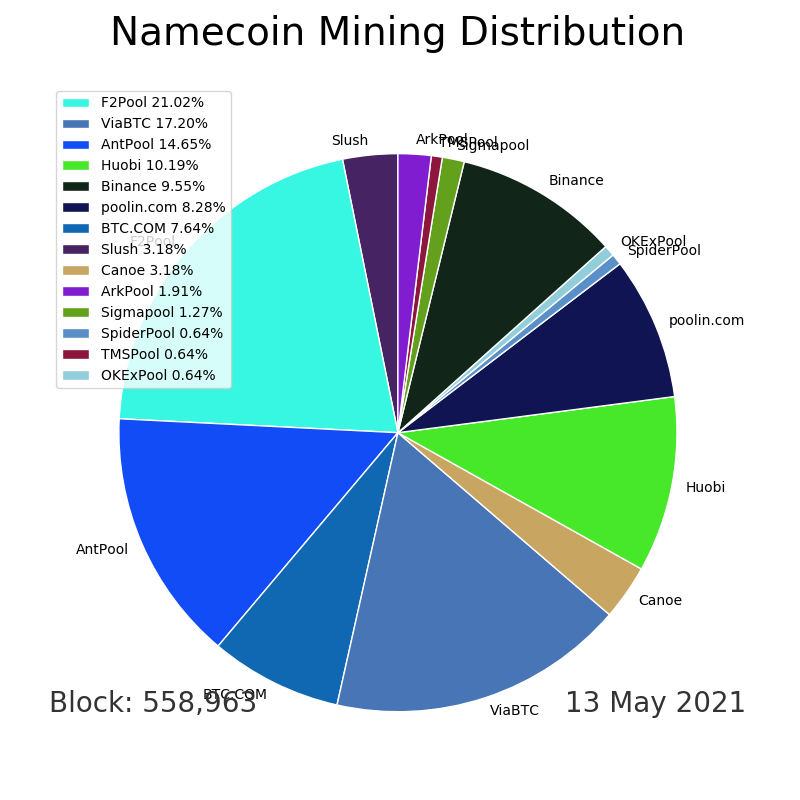 Namecoin Mining Distribution
F2Pool 21.02%
ViaBTC 17.20%
AntPool 14.65%
Huobi 10.19%
Binance 9.55%
poolin.com 8.28%
BTC.COM 7.64%
Slush 3.18%
Canoe 3.18%
ArkPool 1.91%
Sigmapool 1.27%
SpiderPool 0.64%
TMSPool 0.64%
OKExPool 0.64%
Slush
ArkPool
TMSPool
Sigmapool
Binance
OKExPool
SpiderPool
F2Pool
poolin.com
Huobi
AntPool
Canoe
BTC.COM
ViaBTC
Block: 558,963
13 May 2021